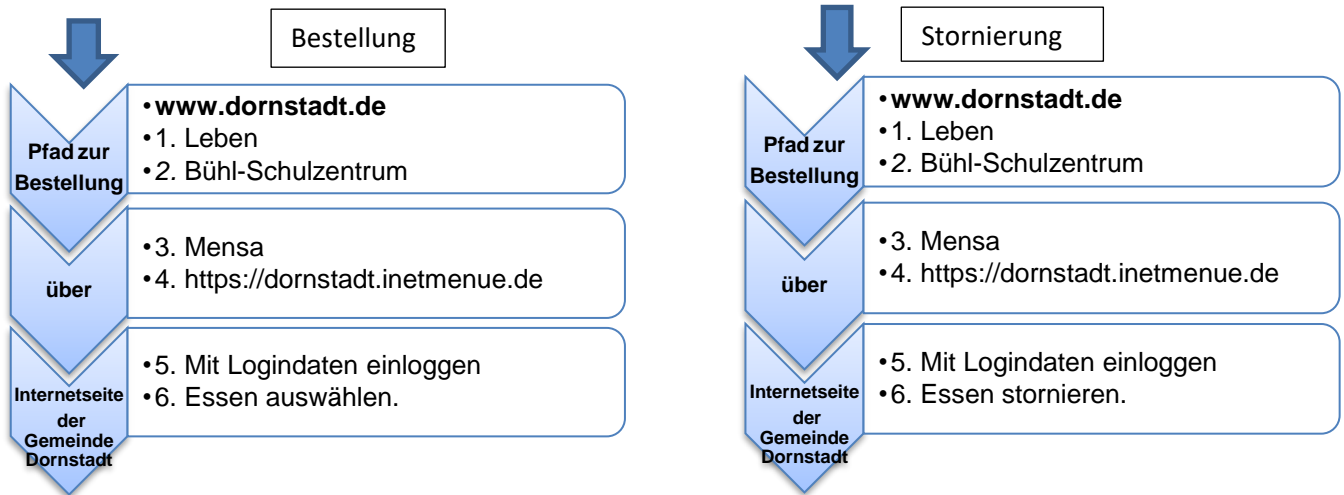 Bestellung
Pfad zur
Bestellung
•www.dornstadt.de
•1. Leben
•2. Bühl-Schulzentrum
über
•3. Mensa
•4. https://dornstadt.inetmenue.de
Internetseite
der
Gemeinde
Dornstadt
•5. Mit Logindaten einloggen
•6. Essen auswählen.
Stornierung
Pfad zur
Bestellung
•www.dornstadt.de
•1. Leben
•2. Bühl-Schulzentrum
über
•3. Mensa
•4. https://dornstadt.inetmenue.de
Internetseite
der
Gemeinde
Dornstadt
•5. Mit Logindaten einloggen
•6. Essen stornieren.